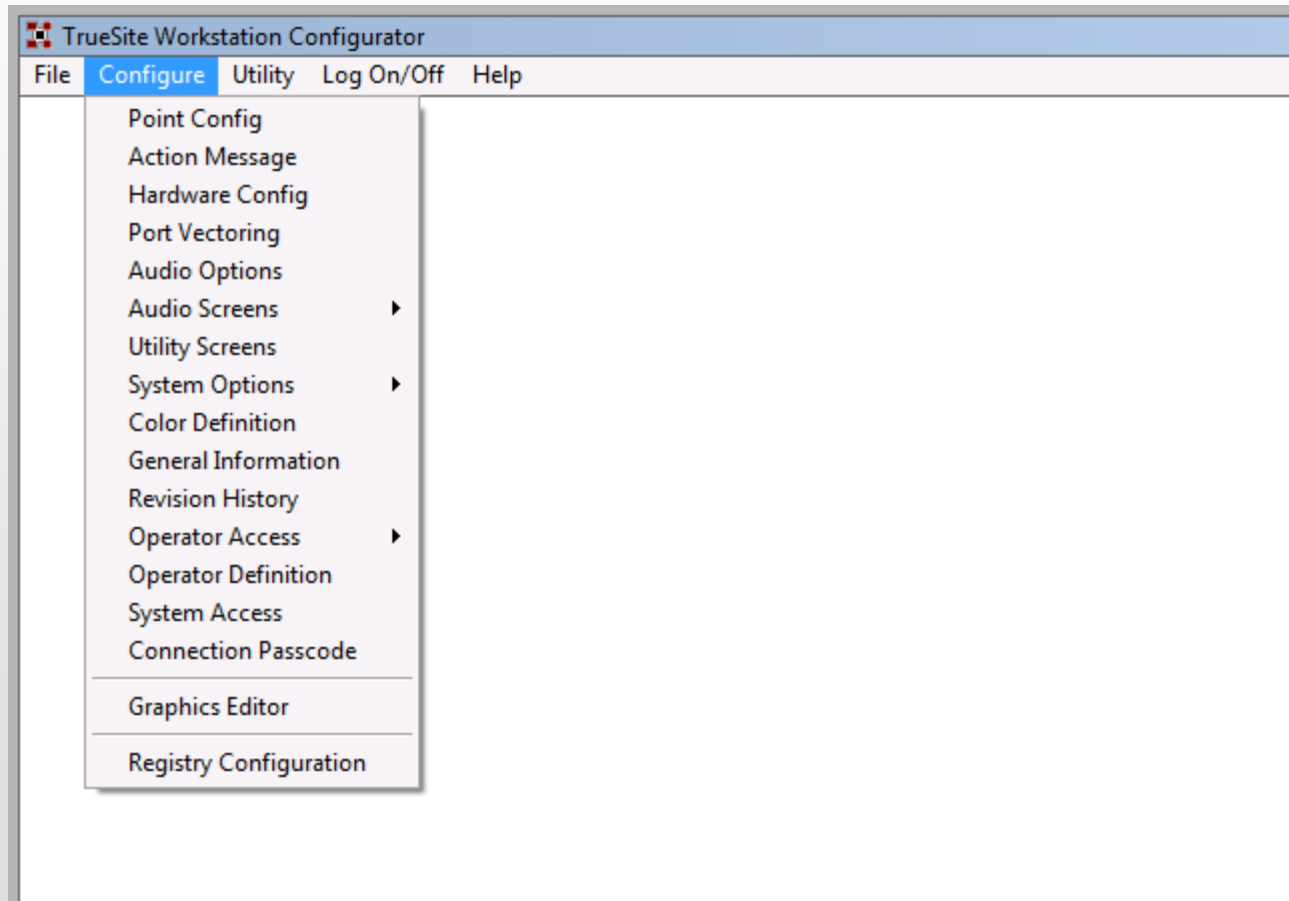 TrueSite Workstation Configurator
File Configure Utility Log On/Off Help
Point Config
Action Message
Hardware Config
Port Vectoring
Audio Options
Audio Screens
Utility Screens
System Options
Color Definition
General Information
Revision History
Operator Access
Operator Definition
System Access
Connection Passcode
Graphics Editor
Registry Configuration